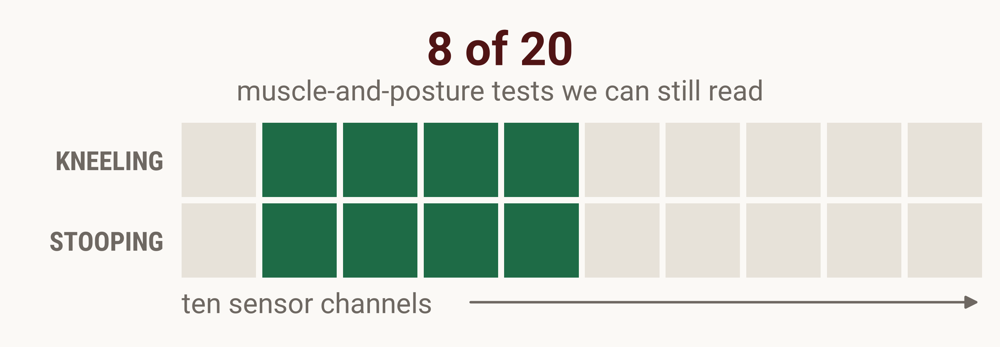 8 of 20
muscle-and-posture tests we can still read
KNEELING
STOOPING
ten sensor channels